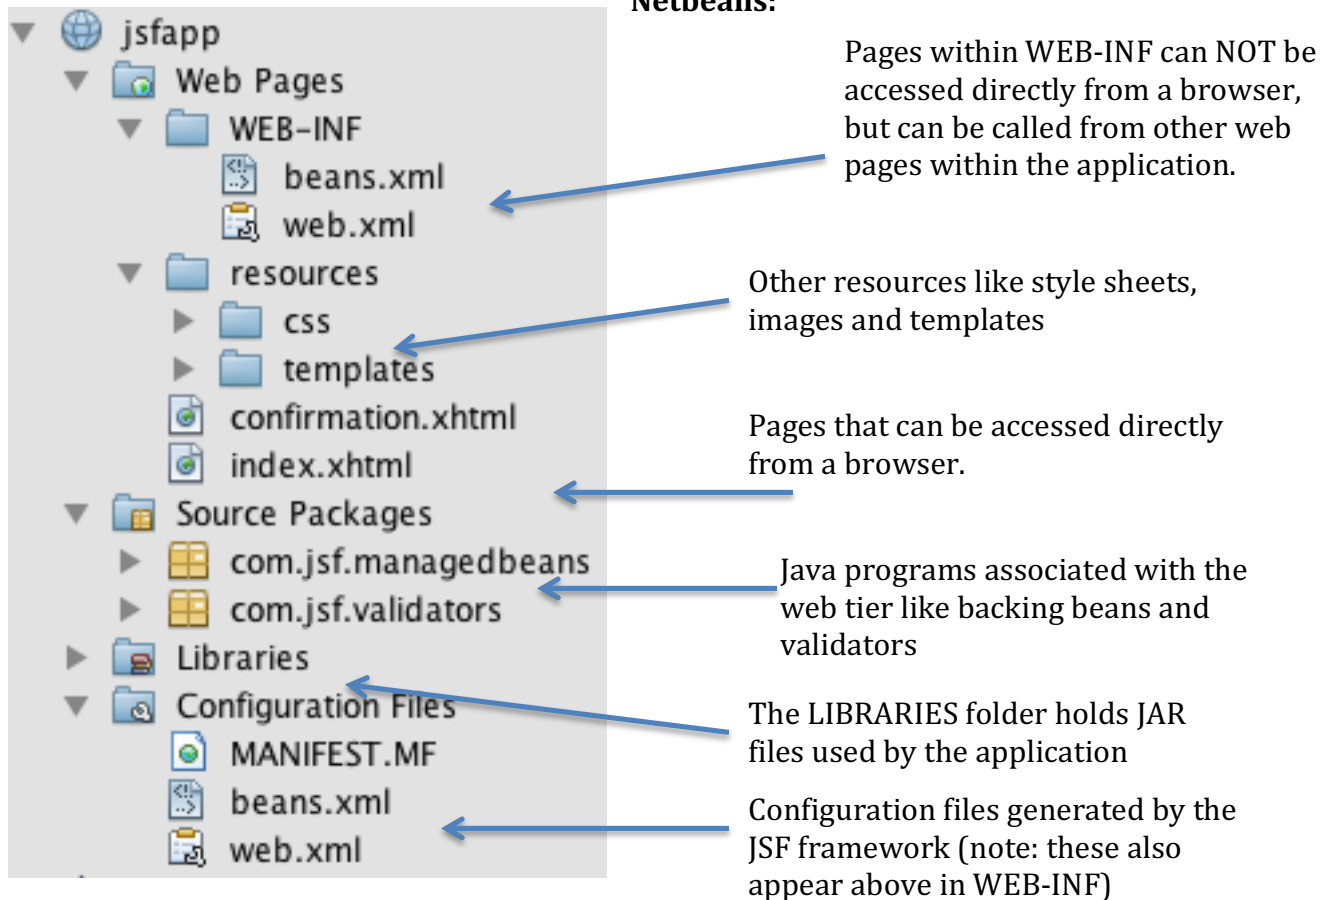 Netbeans:
jsfapp
Web Pages
WEB-INF
beans.xml
web.xml
resources
css
templates
confirmation.xhtml
index.xhtml
Source Packages
com.jsf.managedbeans
com.jsf.validators
Libraries
Configuration Files
MANIFEST.MF
beans.xml
web.xml
Pages within WEB-INF can NOT be
accessed directly from a browser,
but can be called from other web
pages within the application.
Other resources like style sheets,
images and templates
Pages that can be accessed directly
from a browser.
Java programs associated with the
web tier like backing beans and
validators
The LIBRARIES folder holds JAR
files used by the application
Configuration files generated by the
JSF framework (note: these also
appear above in WEB-INF)